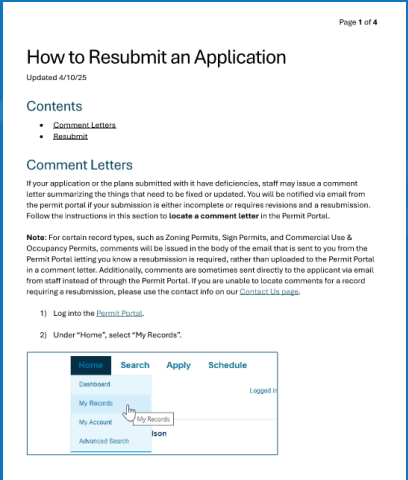 Page 1 of 4
How to Resubmit an Application
Updated 4/10/25
Contents
• Comment Letters
• Resubmit
Comment Letters
If your application or the plans submitted with it have deficiencies, staff may issue a comment
letter summarizing the things that need to be fixed or updated. You will be notified via email from
the permit portal if your submission is either incomplete or requires revisions and a resubmission.
Follow the instructions in this section to locate a comment letter in the Permit Portal.
Note: For certain record types, such as Zoning Permits, Sign Permits, and Commercial Use &
Occupancy Permits, comments will be issued in the body of the email that is sent to you from the
Permit Portal letting you know a resubmission is required, rather than uploaded to the Permit Portal
in a comment letter. Additionally, comments are sometimes sent directly to the applicant via email
from staff instead of through the Permit Portal. If you are unable to locate comments for a record
requiring a resubmission, please use the contact info on our Contact Us page.
1) Log into the Permit Portal.
2) Under “Home”, select “My Records”.
Home Search Apply Schedule
Dashboard
Logged in
My Records
My Records
My Account
lson
Advanced Search